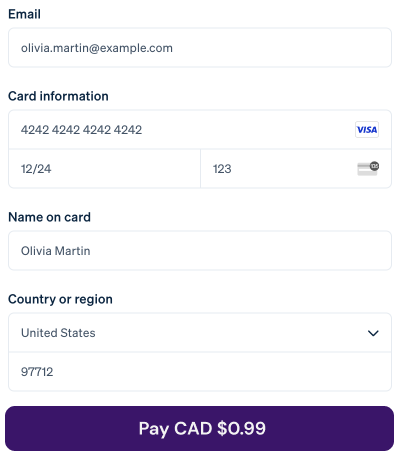 Email
olivia.martin@example.com
Card information
4242 4242 4242 4242 VISA
12/24 123
Name on card
Olivia Martin
Country or region
United States
97712
Pay CAD $0.99